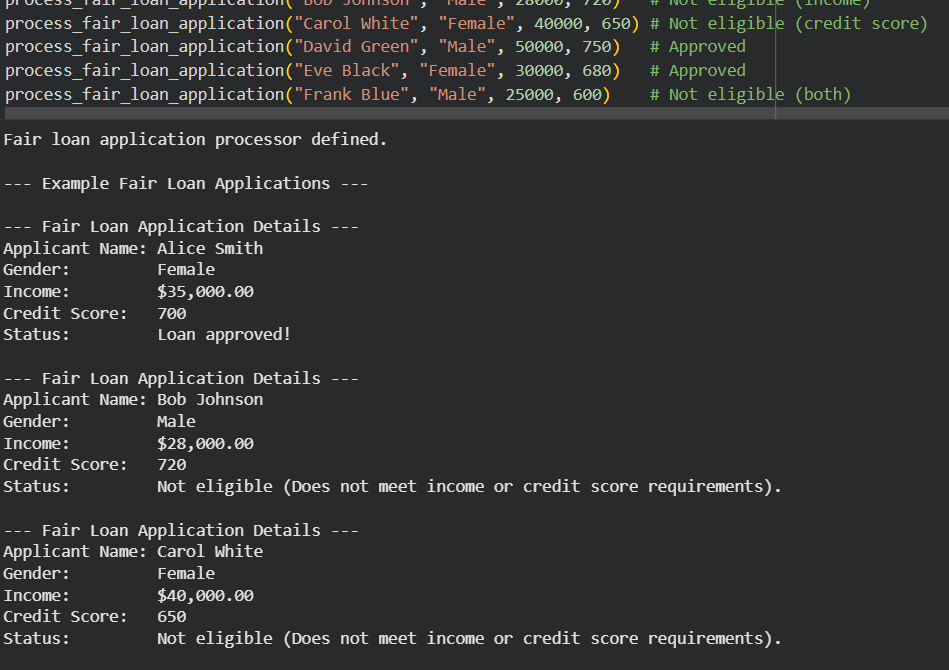 process_fair_loan_application("Bob Johnson", "Male", 28000, 720)   # Not eligible (income)
process_fair_loan_application("Carol White", "Female", 40000, 650) # Not eligible (credit score)
process_fair_loan_application("David Green", "Male", 50000, 750)   # Approved
process_fair_loan_application("Eve Black", "Female", 30000, 680)   # Approved
process_fair_loan_application("Frank Blue", "Male", 25000, 600)    # Not eligible (both)
Fair loan application processor defined.
--- Example Fair Loan Applications ---
--- Fair Loan Application Details ---
Applicant Name: Alice Smith
Gender:         Female
Income:         $35,000.00
Credit Score:   700
Status:         Loan approved!
--- Fair Loan Application Details ---
Applicant Name: Bob Johnson
Gender:         Male
Income:         $28,000.00
Credit Score:   720
Status:         Not eligible (Does not meet income or credit score requirements).
--- Fair Loan Application Details ---
Applicant Name: Carol White
Gender:         Female
Income:         $40,000.00
Credit Score:   650
Status:         Not eligible (Does not meet income or credit score requirements).